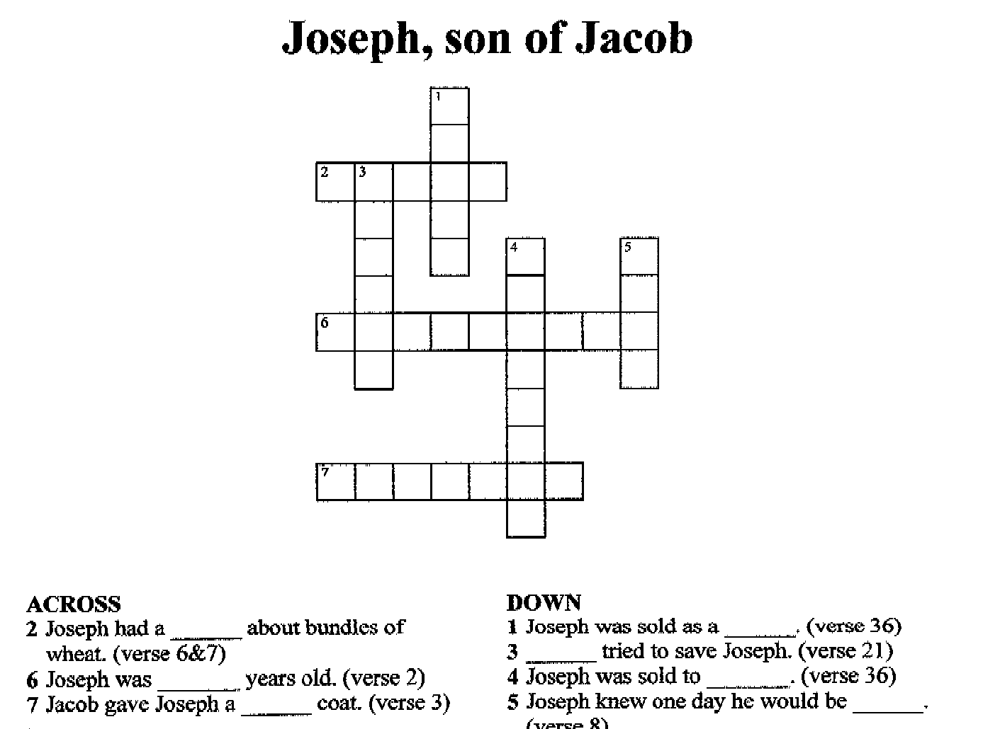 Joseph, son of Jacob
1
2 3
4 5
6
7
ACROSS
2 Joseph had a ______ about bundles of
wheat. (verse 6&7)
6 Joseph was _______ years old. (verse 2)
7 Jacob gave Joseph a ______ coat. (verse 3)
DOWN
1 Joseph was sold as a ______. (verse 36)
3 ______ tried to save Joseph. (verse 21)
4 Joseph was sold to _______. (verse 36)
5 Joseph knew one day he would be ______.
(verse 8)